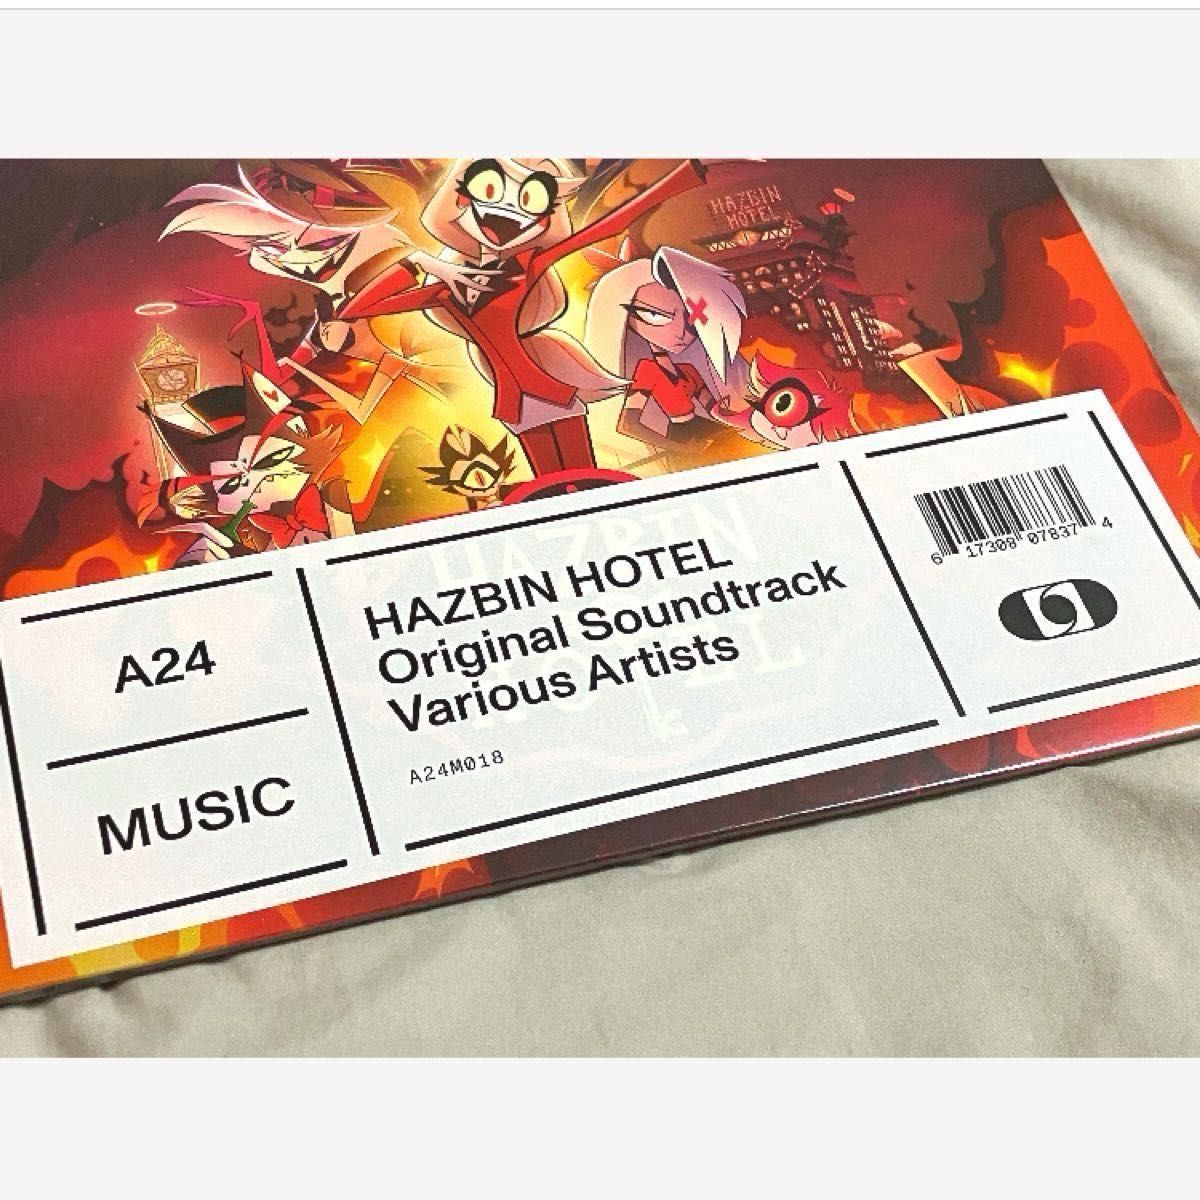 HAZBIN
HOTEL
A24
MUSIC
HAZBIN HOTEL
Original Soundtrack
Various Artists
A24M018
6 17308 07837 4